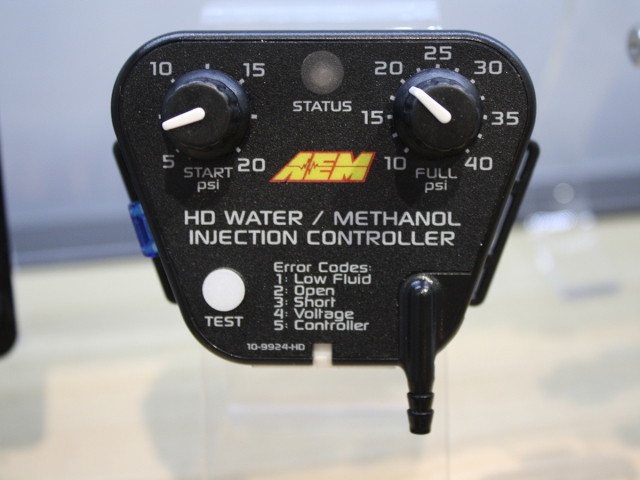 10 15
5 20
START
psi
STATUS
25
20 30
15 35
10 40
FULL
psi
AEM
HD WATER / METHANOL
INJECTION CONTROLLER
TEST
Error Codes:
1: Low Fluid
2: Open
3: Short
4: Voltage
5: Controller
10-9924-HD